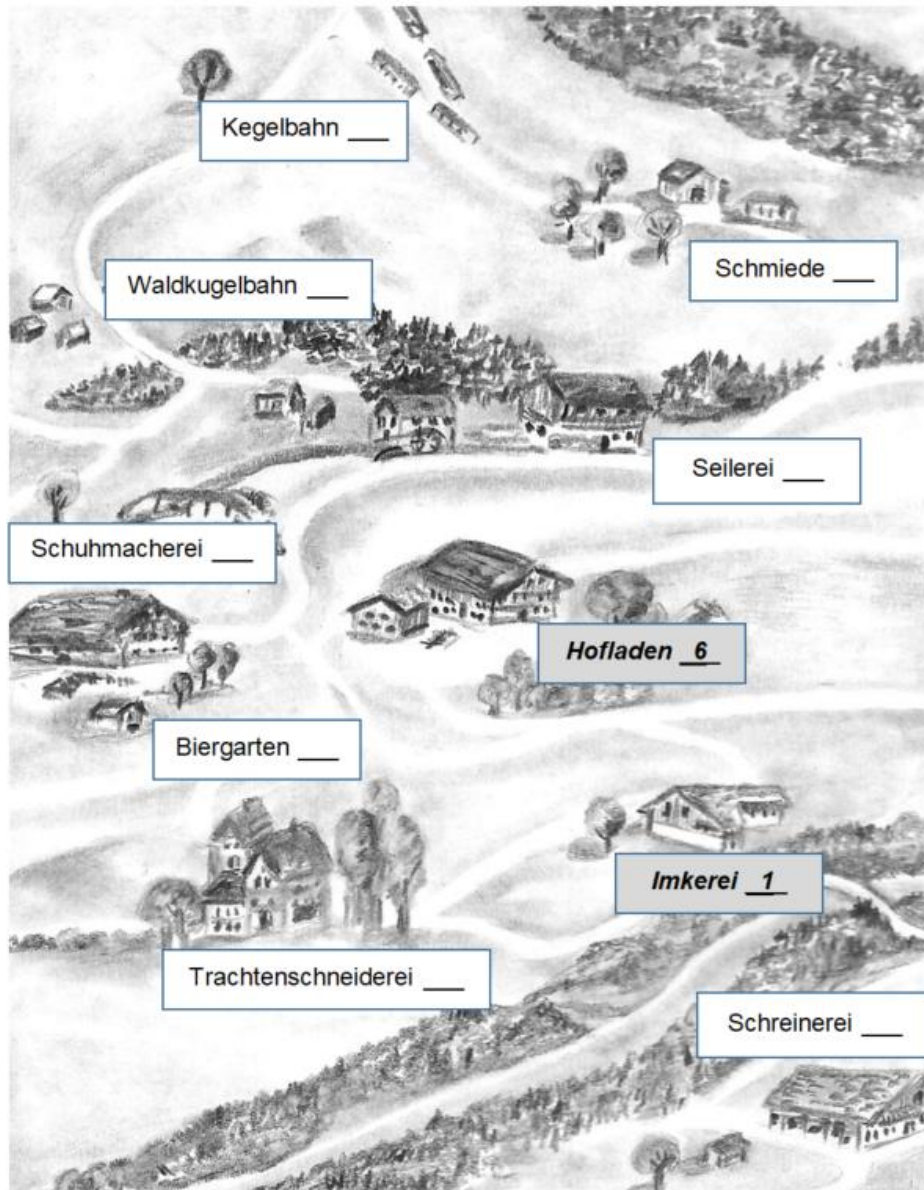 Kegelbahn ___
Schmiede ___
Waldkugelbahn ___
Seilerei ___
Schuhmacherei ___
Hofladen _6_
Biergarten ___
Imkerei _1_
Trachtenschneiderei ___
Schreinerei ___